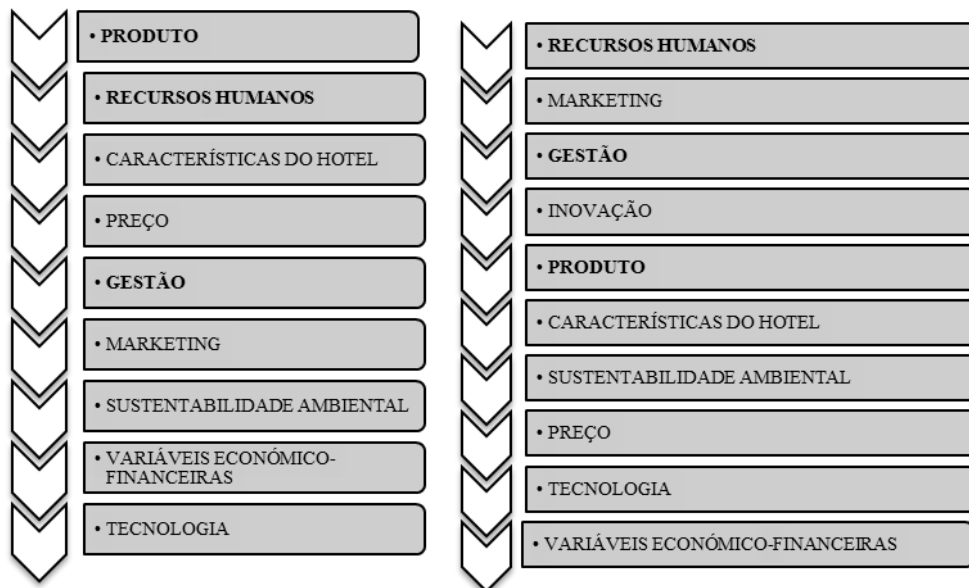 • PRODUTO
• RECURSOS HUMANOS
• CARACTERÍSTICAS DO HOTEL
• PREÇO
• GESTÃO
• MARKETING
• SUSTENTABILIDADE AMBIENTAL
• VARIÁVEIS ECONÓMICO-
FINANCEIRAS
• TECNOLOGIA
• RECURSOS HUMANOS
• MARKETING
• GESTÃO
• INOVAÇÃO
• PRODUTO
• CARACTERÍSTICAS DO HOTEL
• SUSTENTABILIDADE AMBIENTAL
• PREÇO
• TECNOLOGIA
• VARIÁVEIS ECONÓMICO-FINANCEIRAS